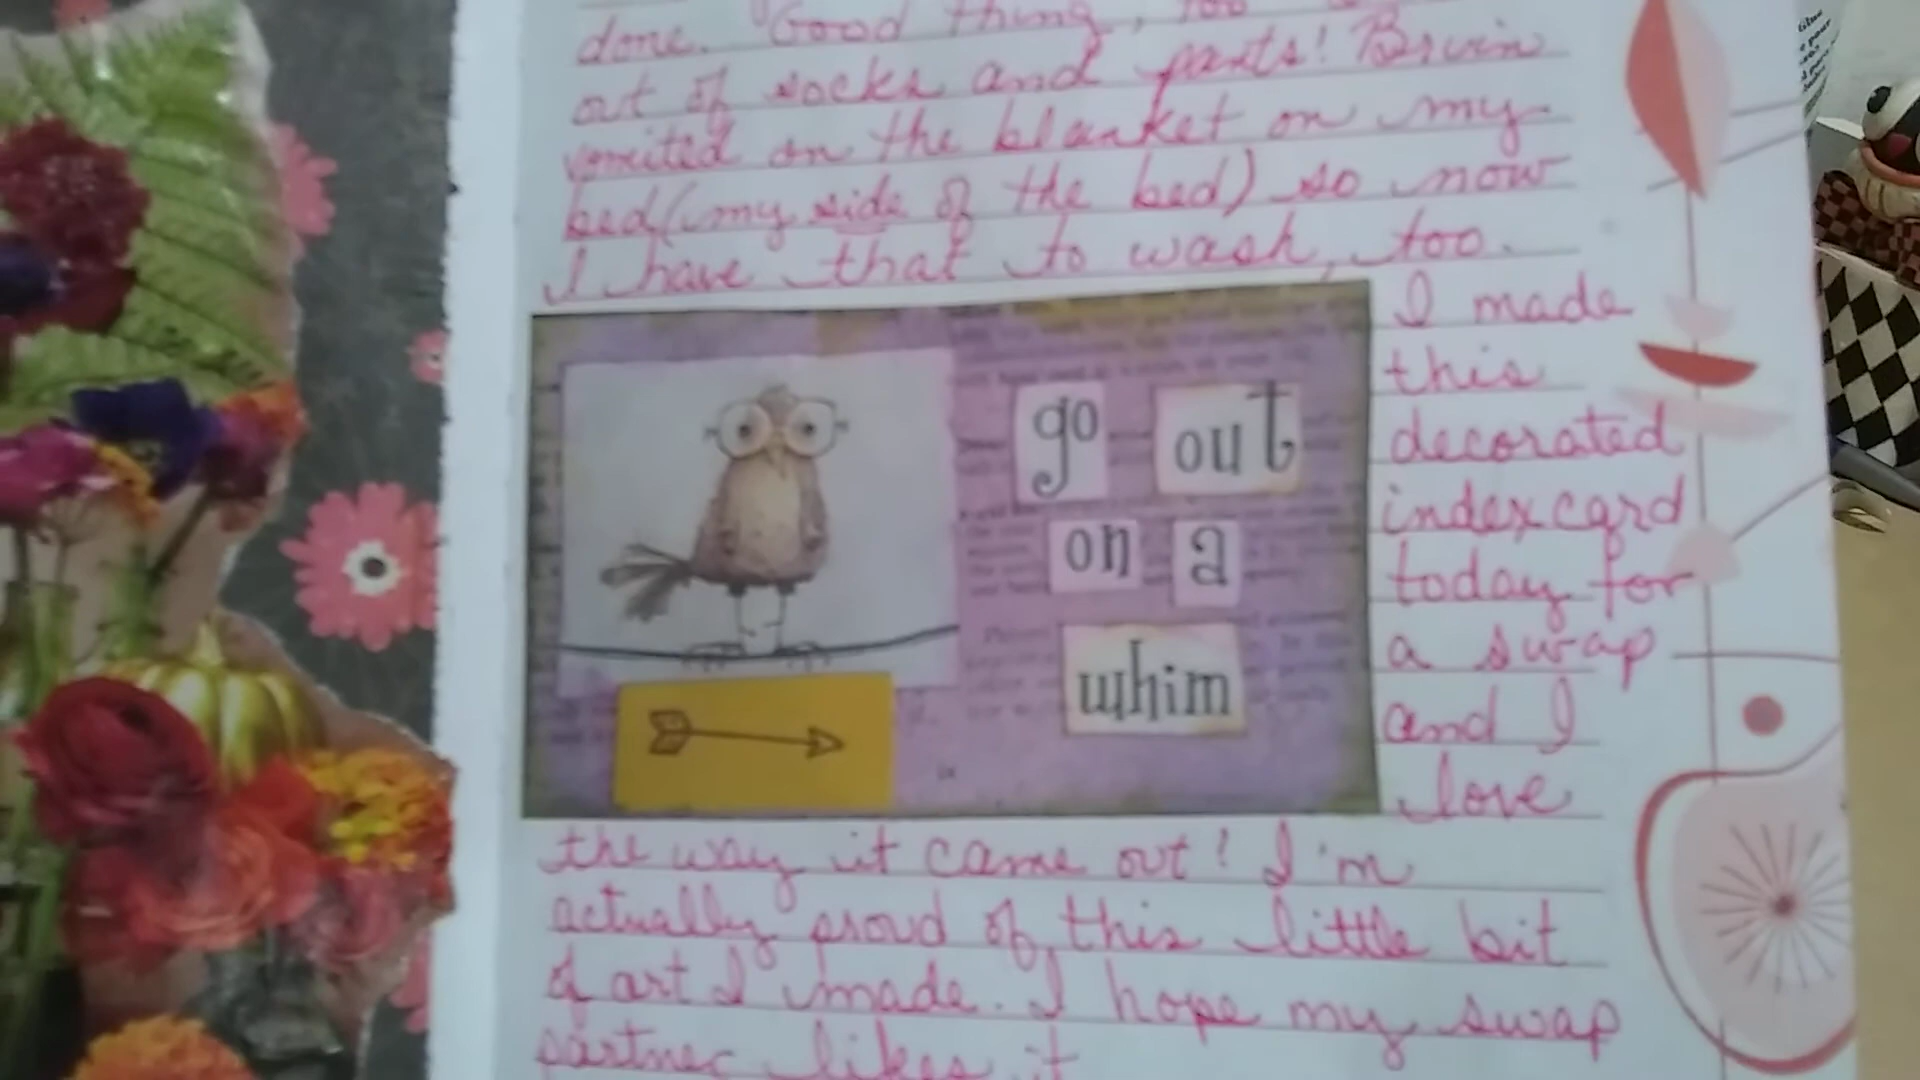 done. Good thing, too
out of socks and pants! Brvin
vomited on the blanket on my
bed (my side of the bed) so now
I have that to wash, too.
I made
this
decorated
index card
today for
a swap
and I
love
go out
on a
whim
the way it came out! I'm
actually proud of this little bit
of art I made. I hope my swap
partner likes it